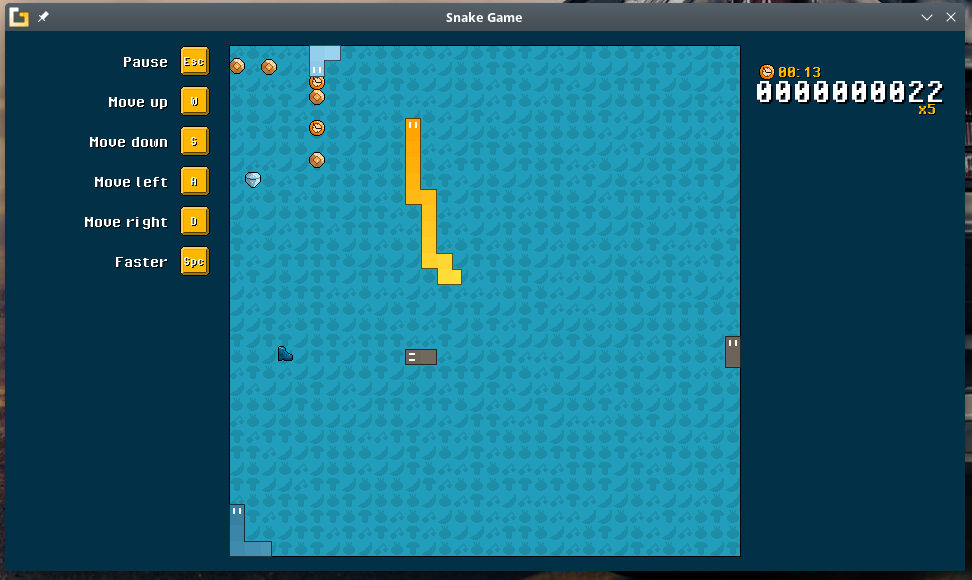 Snake Game
Pause Esc
Move up W
Move down S
Move left A
Move right D
Faster Spc
00:13
0000000022
x5